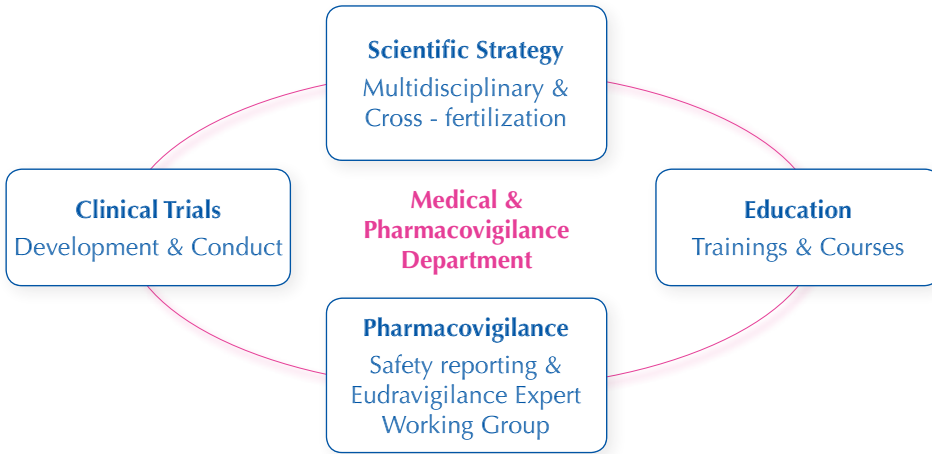 Scientific Strategy
Multidisciplinary &
Cross - fertilization
Clinical Trials
Development & Conduct
Medical &
Pharmacovigilance
Department
Education
Trainings & Courses
Pharmacovigilance
Safety reporting &
Eudravigilance Expert
Working Group